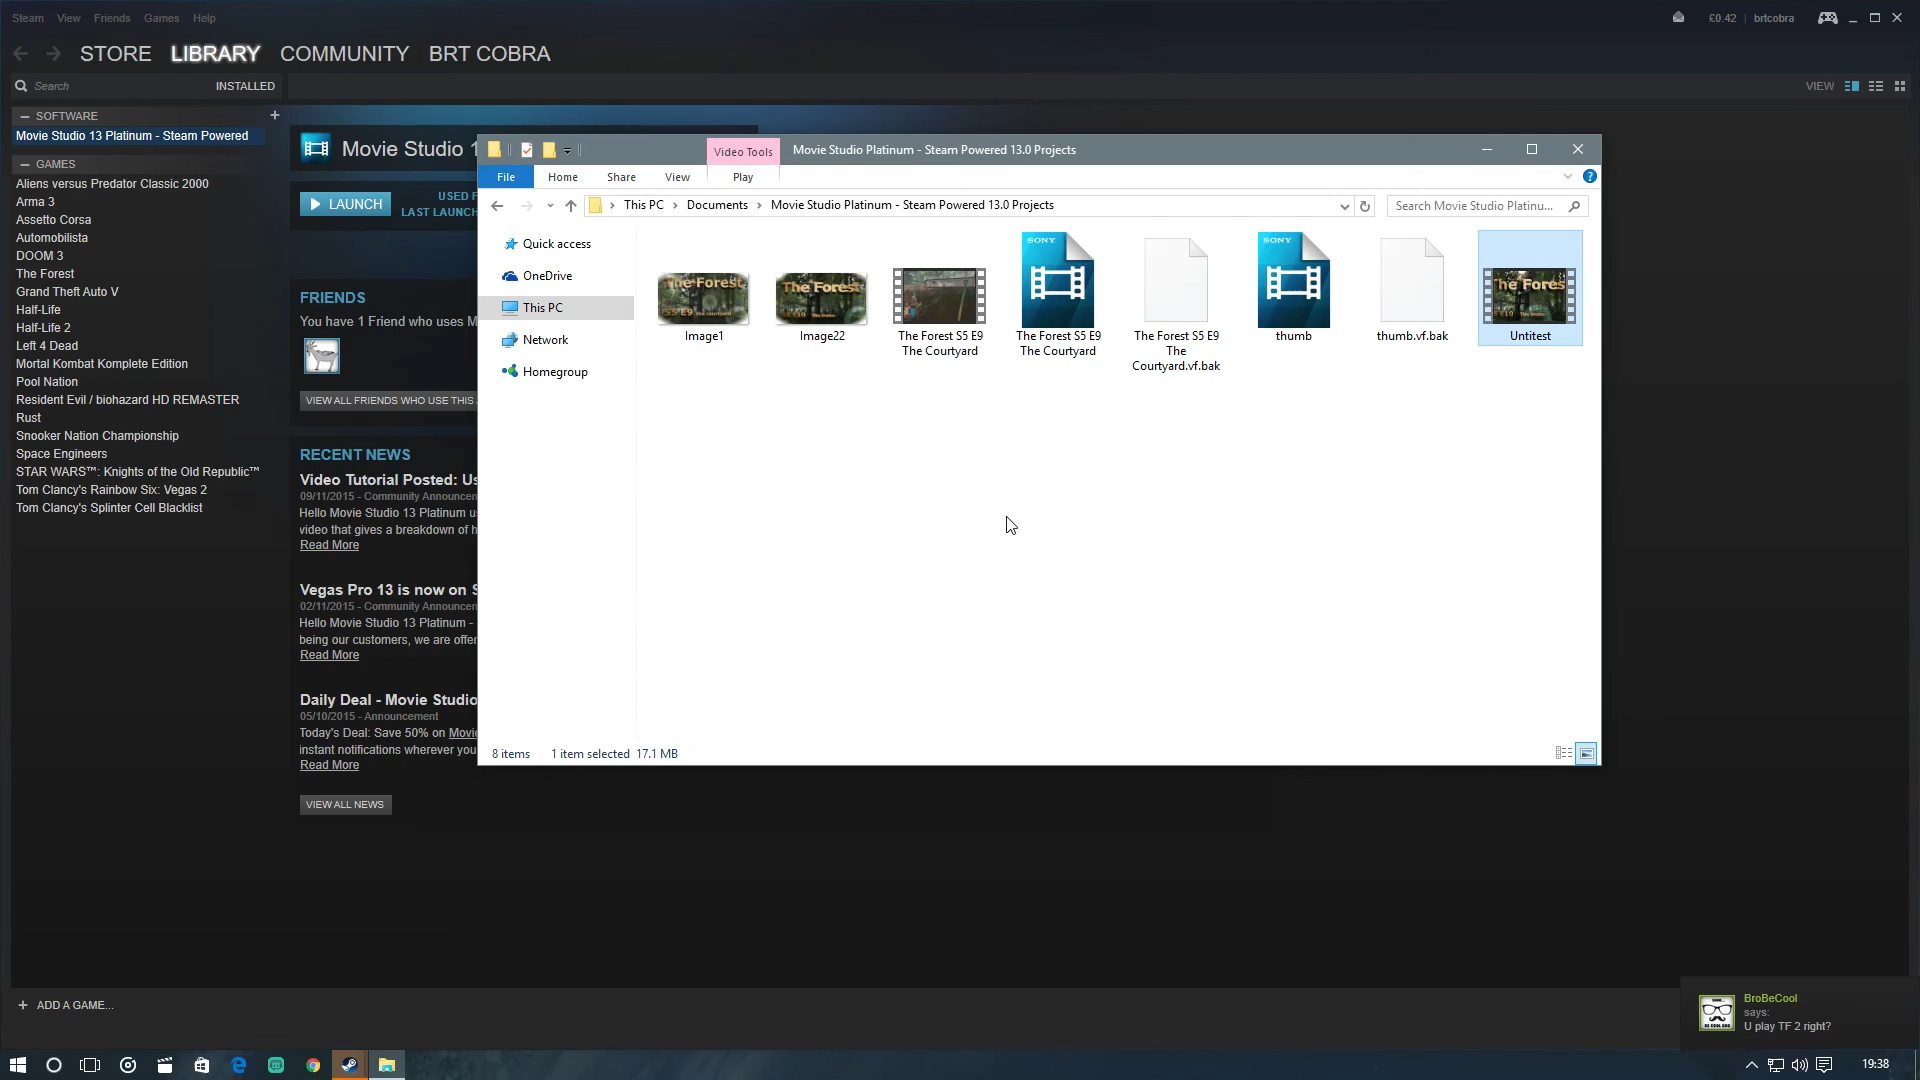 Steam View Friends Games Help
£0.42 | brtcobra
STORE LIBRARY COMMUNITY BRT COBRA
Search INSTALLED
VIEW
— SOFTWARE +
Movie Studio 13 Platinum - Steam Powered
— GAMES
Aliens versus Predator Classic 2000
Arma 3
Assetto Corsa
Automobilista
DOOM 3
The Forest
Grand Theft Auto V
Half-Life
Half-Life 2
Left 4 Dead
Mortal Kombat Komplete Edition
Pool Nation
Resident Evil / biohazard HD REMASTER
Rust
Snooker Nation Championship
Space Engineers
STAR WARS™: Knights of the Old Republic™
Tom Clancy's Rainbow Six: Vegas 2
Tom Clancy's Splinter Cell Blacklist
+ ADD A GAME...
Movie Studio 1
LAUNCH
USED F
LAST LAUNCH
FRIENDS
You have 1 Friend who uses M
VIEW ALL FRIENDS WHO USE THIS
RECENT NEWS
Video Tutorial Posted: Us
09/11/2015 - Community Announcem
Hello Movie Studio 13 Platinum us
video that gives a breakdown of h
Read More
Vegas Pro 13 is now on S
02/11/2015 - Community Announcem
Hello Movie Studio 13 Platinum -
being our customers, we are offer
Read More
Daily Deal - Movie Studio
05/10/2015 - Announcement
Today's Deal: Save 50% on Movie
instant notifications wherever you
Read More
VIEW ALL NEWS
Video Tools
Movie Studio Platinum - Steam Powered 13.0 Projects
File Home Share View Play
This PC > Documents > Movie Studio Platinum - Steam Powered 13.0 Projects
Search Movie Studio Platinu...
Quick access
OneDrive
This PC
Network
Homegroup
The Forest
S5 E9 the courtyard
Image1
The Forest
Image22
The Forest S5 E9
The Courtyard
SONY
The Forest S5 E9
The Courtyard
The Forest S5 E9
The
Courtyard.vf.bak
SONY
thumb
thumb.vf.bak
The Fores
Untitest
8 items 1 item selected 17.1 MB
BroBeCool
says:
U play TF 2 right?
19:38